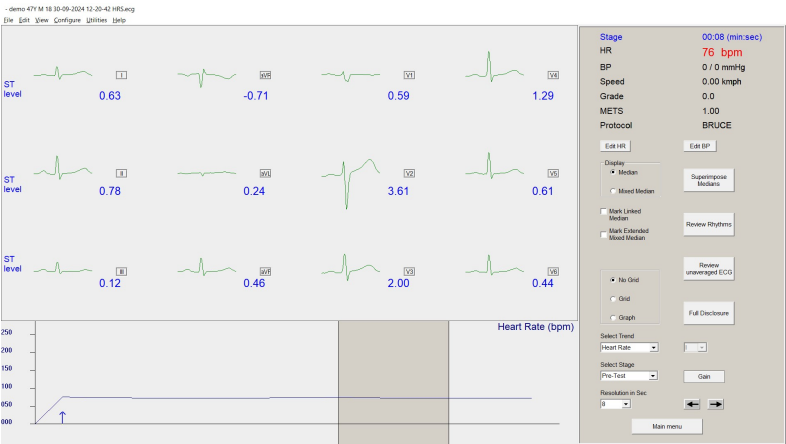 - demo 47Y M 18 30-09-2024 12-20-42 HRS.ecg
File Edit View Configure Utilities Help
I aVR V1 V4
ST
level
0.63 -0.71 0.59 1.29
II aVL V2 V5
ST
level
0.78 0.24 3.61 0.61
III aVF V3 V6
ST
level
0.12 0.46 2.00 0.44
Heart Rate (bpm)
250
200
150
100
050
000
Stage 00:08 (min:sec)
HR 76 bpm
BP 0 / 0 mmHg
Speed 0.00 kmph
Grade 0.0
METS 1.00
Protocol BRUCE
Edit HR Edit BP
Display
Median
Mixed Median
Superimpose
Medians
Mark Linked
Median
Mark Extended
Mixed Median
Review Rhythms
Review
unaveraged ECG
No Grid
Grid
Graph
Full Disclosure
Select Trend
Heart Rate I
Select Stage
Pre-Test Gain
Resolution in Sec
8
Main menu